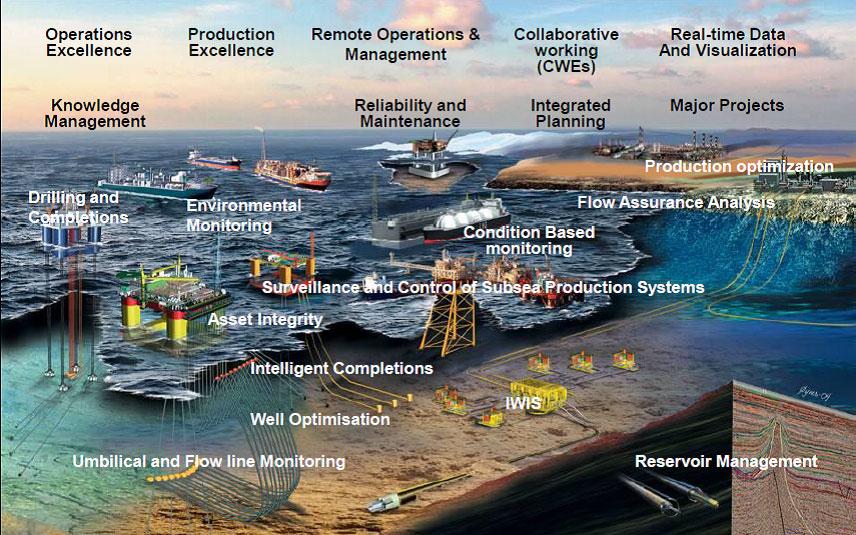 Operations
Excellence
Production
Excellence
Remote Operations &
Management
Collaborative
working
(CWEs)
Real-time Data
And Visualization
Knowledge
Management
Reliability and
Maintenance
Integrated
Planning
Major Projects
Production optimization
Drilling and
Completions
Environmental
Monitoring
Flow Assurance Analysis
Condition Based
monitoring
Surveillance and Control of Subsea Production Systems
Asset Integrity
Intelligent Completions
IWIS
Well Optimisation
Umbilical and Flow line Monitoring
Reservoir Management